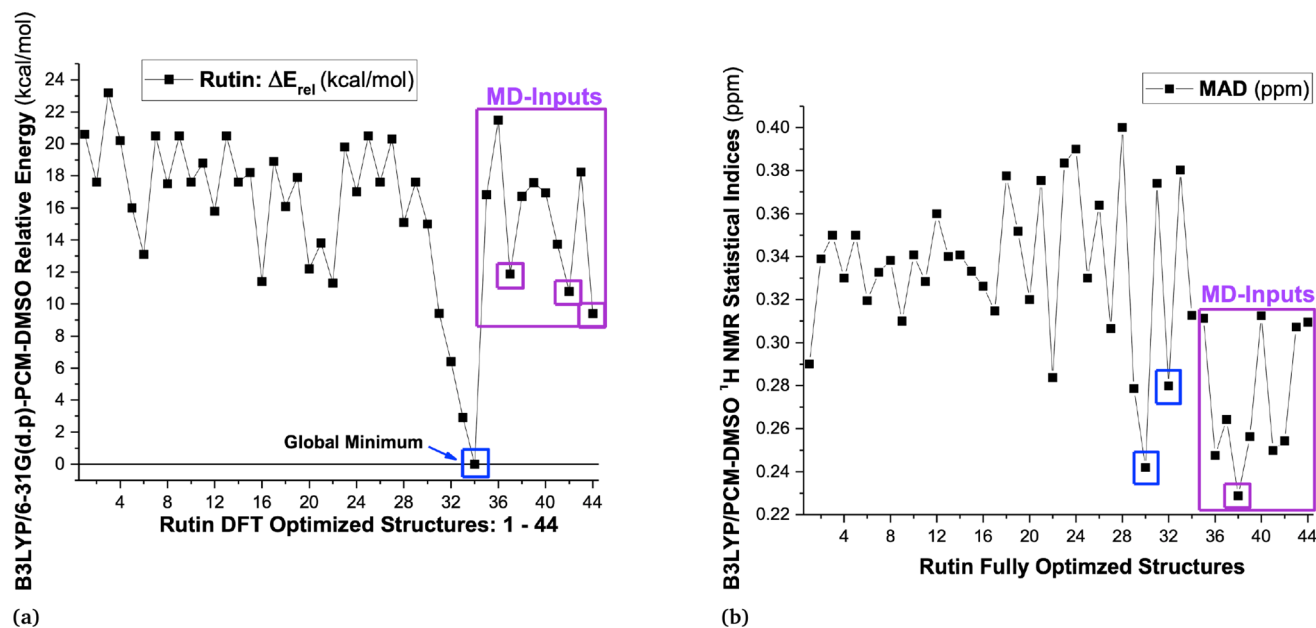 B3LYP/6-31G(d.p)-PCM-DMSO Relative Energy (kcal/mol)
24
22
20
18
16
14
12
10
8
6
4
2
0
Rutin: ΔE_rel (kcal/mol)
MD-Inputs
Global Minimum
4 8 12 16 20 24 28 32 36 40 44
Rutin DFT Optimized Structures: 1 - 44
(a)
B3LYP/PCM-DMSO ¹H NMR Statistical Indices (ppm)
0.40
0.38
0.36
0.34
0.32
0.30
0.28
0.26
0.24
0.22
MAD (ppm)
MD-Inputs
4 8 12 16 20 24 28 32 36 40 44
Rutin Fully Optimzed Structures
(b)